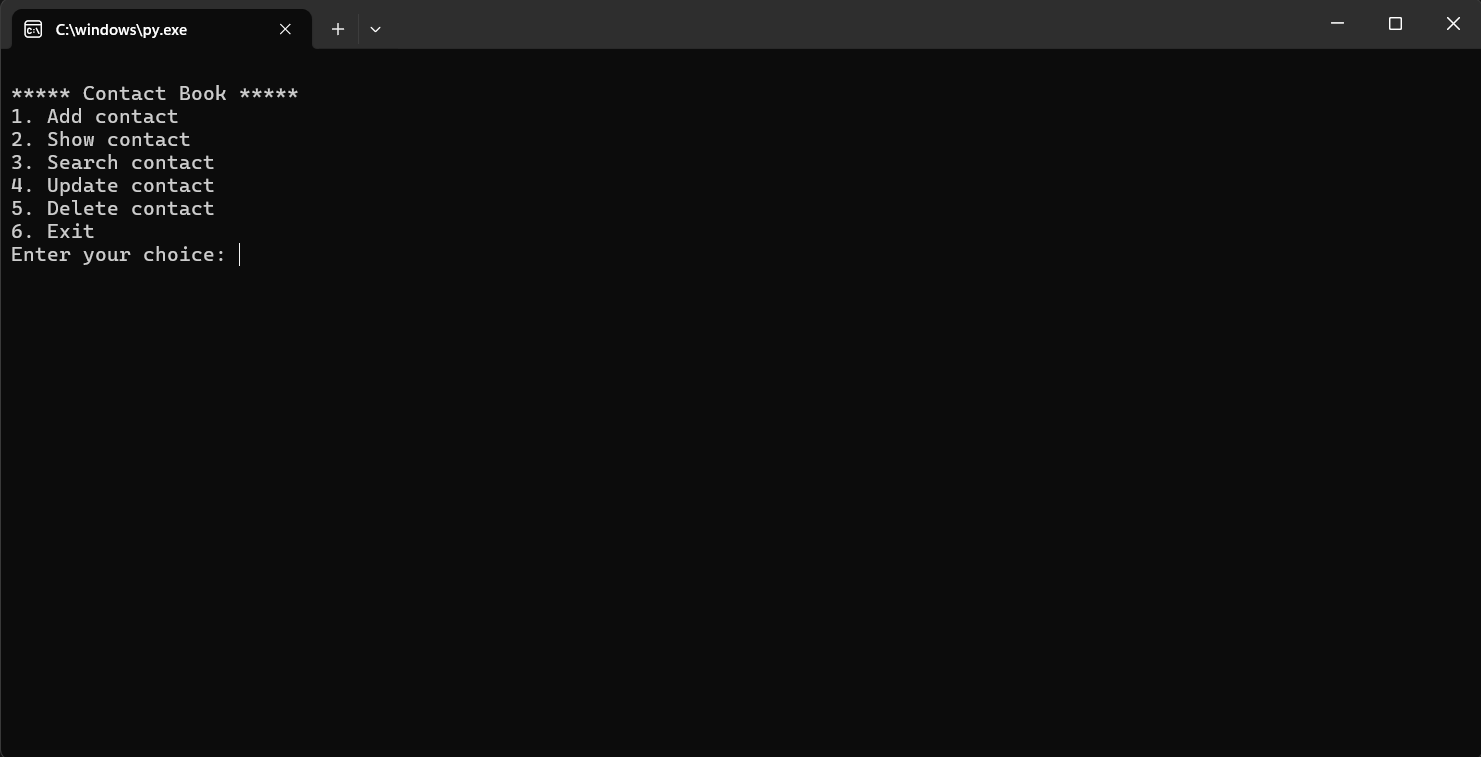 C:\windows\py.exe
***** Contact Book *****
1. Add contact
2. Show contact
3. Search contact
4. Update contact
5. Delete contact
6. Exit
Enter your choice: